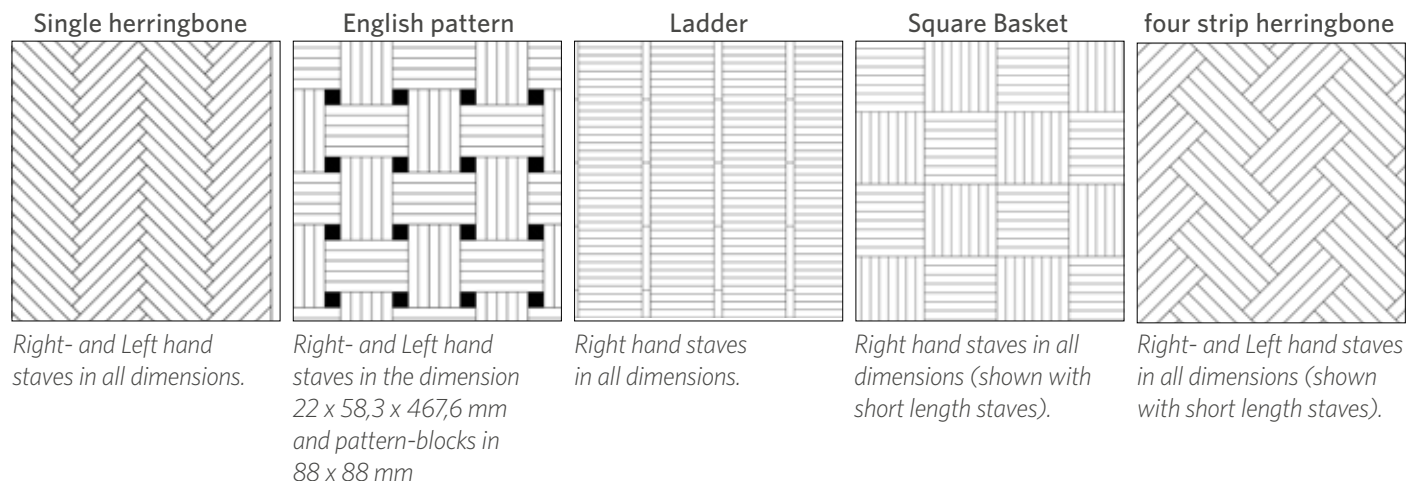 Single herringbone
Right- and Left hand
staves in all dimensions.
English pattern
Right- and Left hand
staves in the dimension
22 x 58,3 x 467,6 mm
and pattern-blocks in
88 x 88 mm
Ladder
Right hand staves
in all dimensions.
Square Basket
Right hand staves in all
dimensions (shown with
short length staves).
four strip herringbone
Right- and Left hand staves
in all dimensions (shown
with short length staves).